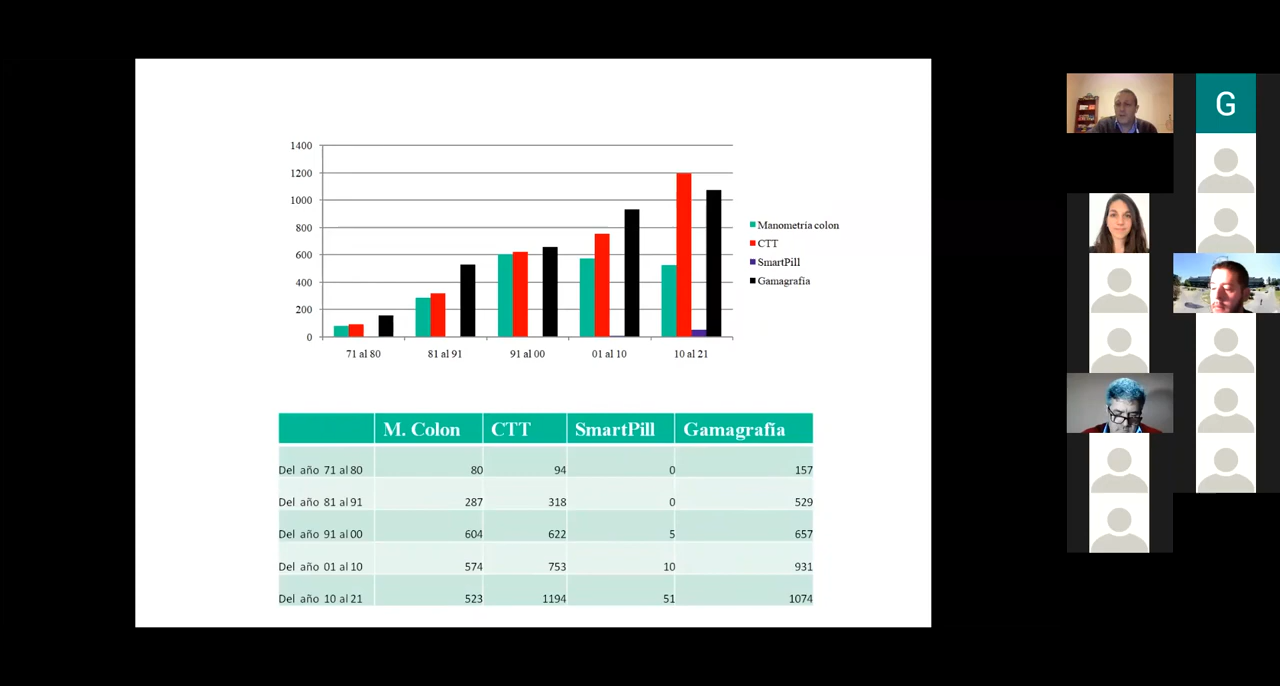 1400
1200
1000
800
600
400
200
0
71 al 80 81 al 91 91 al 00 01 al 10 10 al 21
Manometria colon
CTT
SmartPill
Gamagrafia
M. Colon CTT SmartPill Gamagrafía
Del año 71 al 80 80 94 0 157
Del año 81 al 91 287 318 0 529
Del año 91 al 00 604 622 5 657
Del año 01 al 10 574 753 10 931
Del año 10 al 21 523 1194 51 1074
G